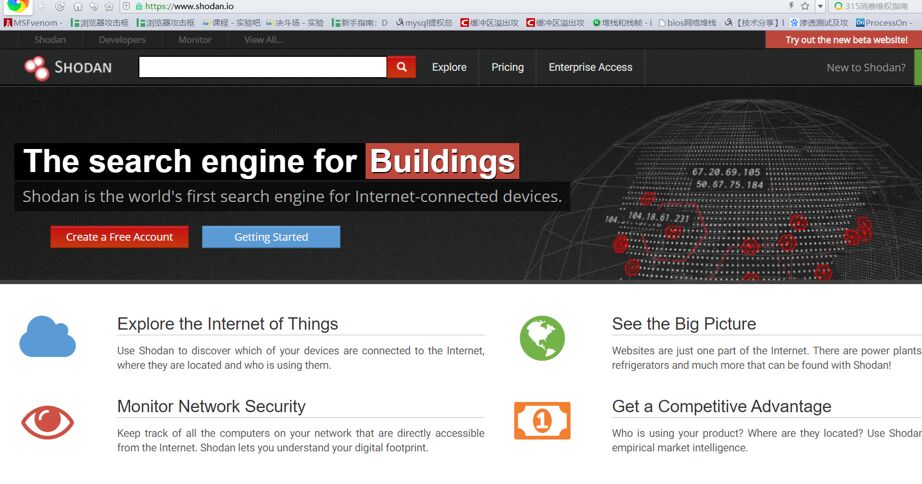 https://www.shodan.io
315消费维权指南
MSFvenom - 浏览器攻击框 浏览器攻击框 课程 - 实验吧 决斗场 - 实验 新手指南：D mysql提权总 缓冲区溢出攻 缓冲区溢出攻 堆栈和栈帧 - i bios网络堆栈 【技术分享】l 渗透测试及攻 ProcessOn -
Shodan Developers Monitor View All...
Try out the new beta website!
SHODAN Explore Pricing Enterprise Access New to Shodan?
The search engine for Buildings
Shodan is the world's first search engine for Internet-connected devices.
Create a Free Account Getting Started
67.20.69.105
50.87.75.184
104. 104.18.61.231
Explore the Internet of Things
Use Shodan to discover which of your devices are connected to the Internet,
where they are located and who is using them.
See the Big Picture
Websites are just one part of the Internet. There are power plants
refrigerators and much more that can be found with Shodan!
Monitor Network Security
Keep track of all the computers on your network that are directly accessible
from the Internet. Shodan lets you understand your digital footprint.
Get a Competitive Advantage
1
Who is using your product? Where are they located? Use Shodan
empirical market intelligence.